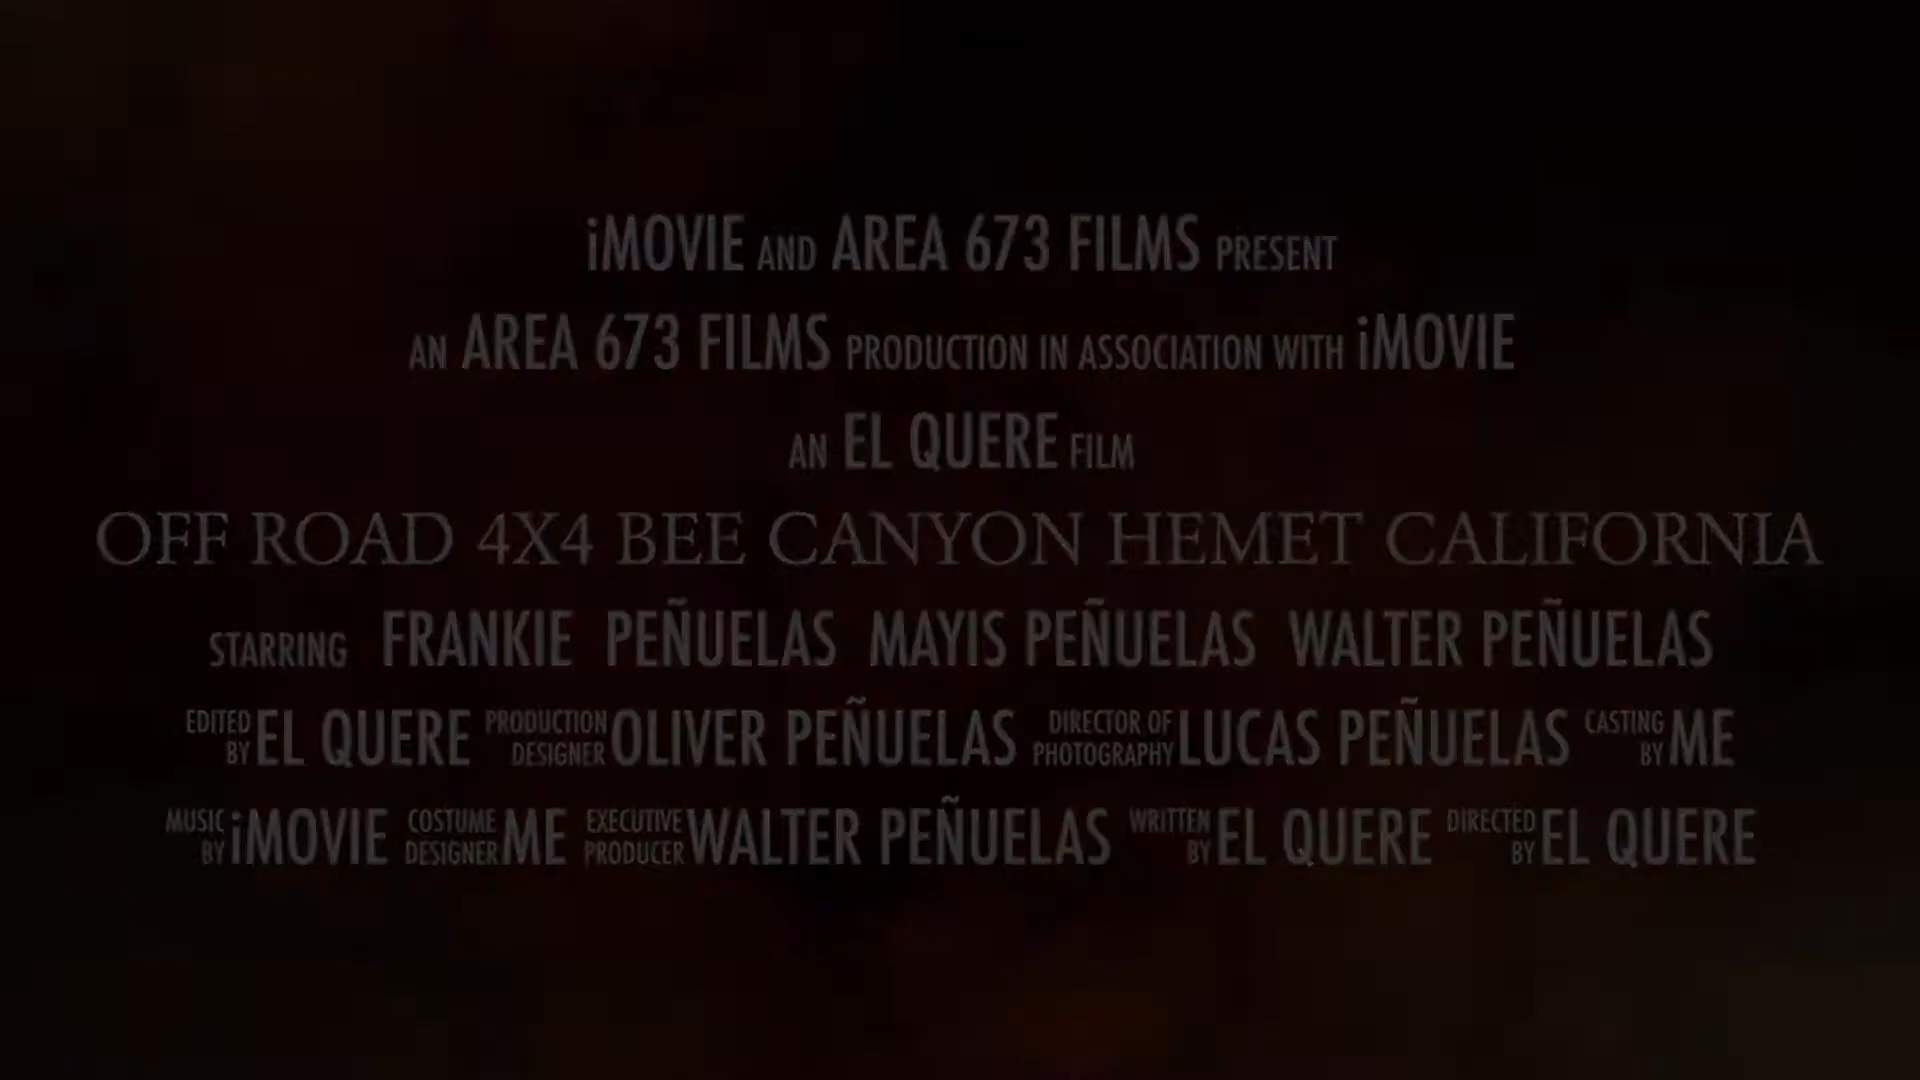 iMOVIE AND AREA 673 FILMS PRESENT
AN AREA 673 FILMS PRODUCTION IN ASSOCIATION WITH iMOVIE
AN EL QUERE FILM
OFF ROAD 4X4 BEE CANYON HEMET CALIFORNIA
STARRING FRANKIE PEÑUELAS MAYIS PEÑUELAS WALTER PEÑUELAS
EDITED BY EL QUERE PRODUCTION DESIGNER OLIVER PEÑUELAS DIRECTOR OF PHOTOGRAPHY LUCAS PEÑUELAS CASTING BY ME
MUSIC BY iMOVIE COSTUME DESIGNER ME EXECUTIVE PRODUCER WALTER PEÑUELAS WRITTEN BY EL QUERE DIRECTED BY EL QUERE